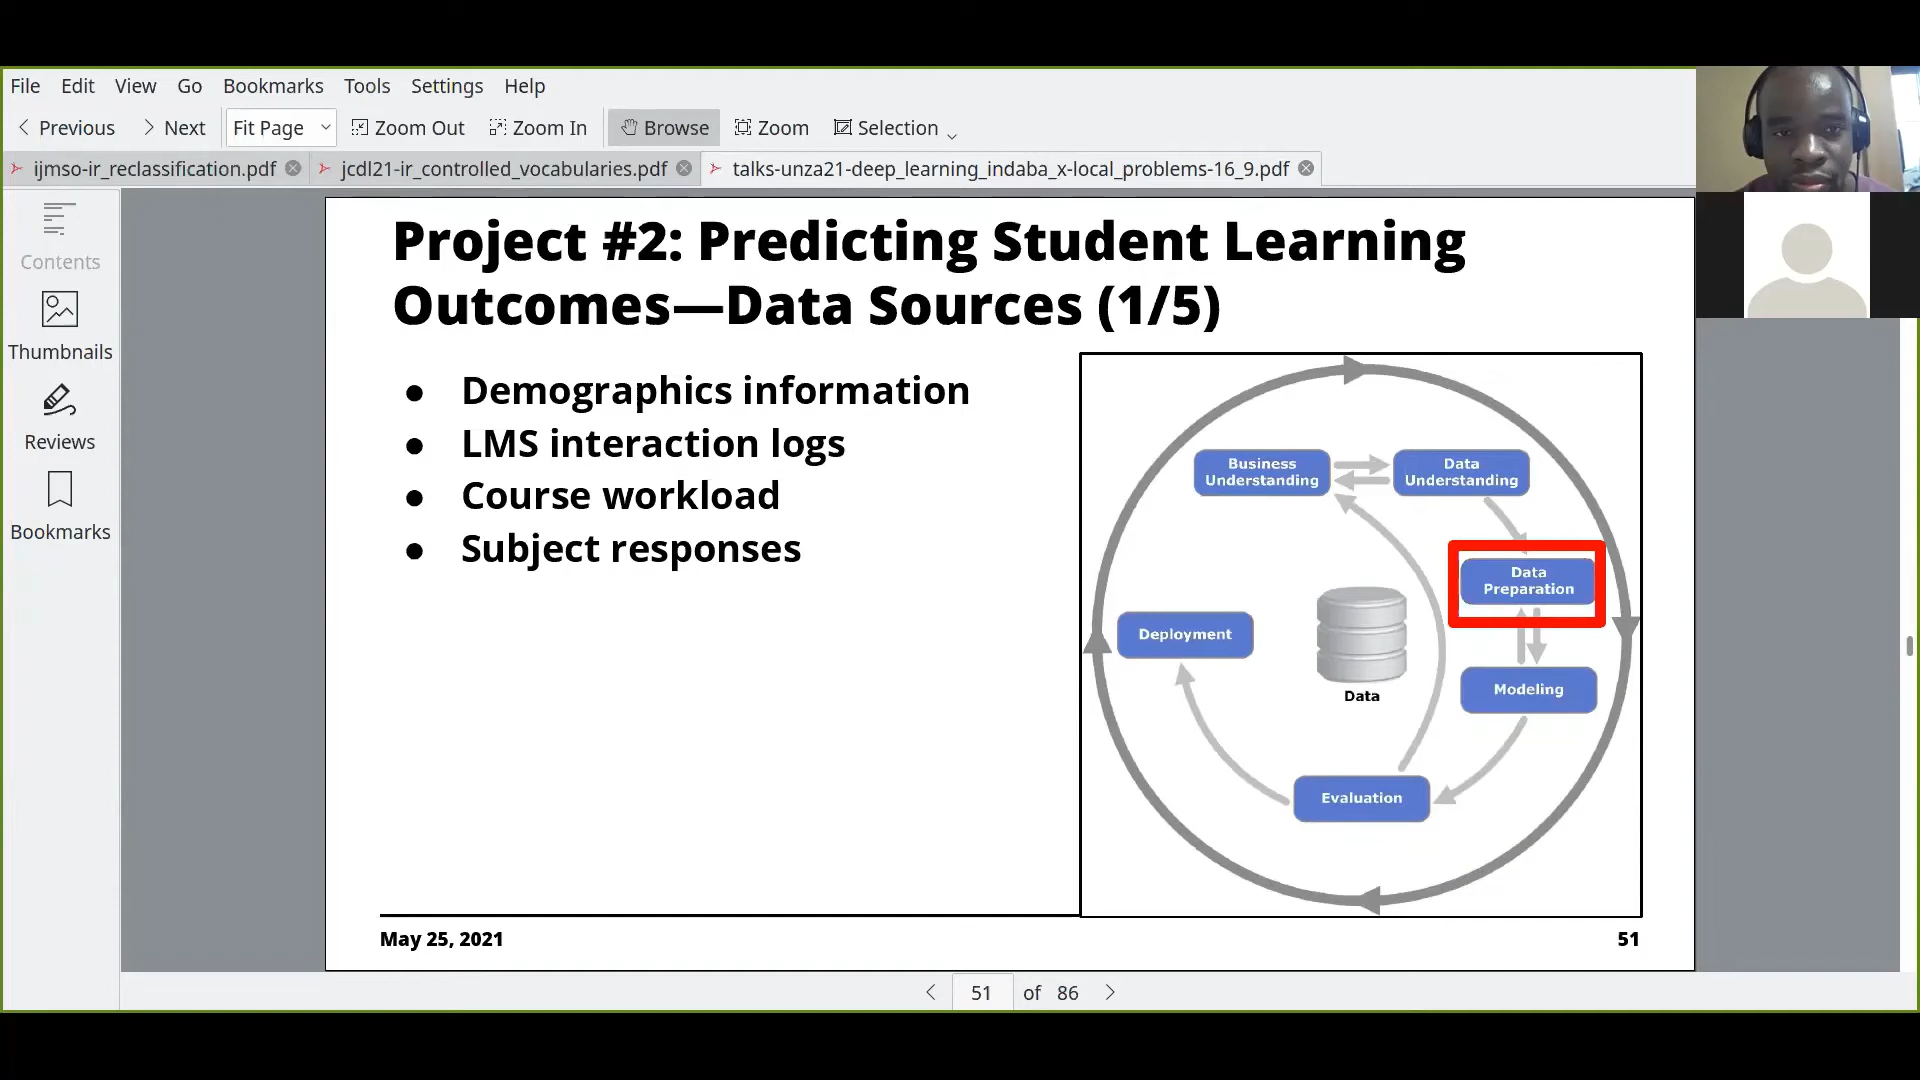 File Edit View Go Bookmarks Tools Settings Help
Previous Next Fit Page Zoom Out Zoom In Browse Zoom Selection
ijmso-ir_reclassification.pdf jcdl21-ir_controlled_vocabularies.pdf talks-unza21-deep_learning_indaba_x-local_problems-16_9.pdf
Contents
Thumbnails
Reviews
Bookmarks
Project #2: Predicting Student Learning
Outcomes—Data Sources (1/5)
● Demographics information
● LMS interaction logs
● Course workload
● Subject responses
Business
Understanding
Data
Understanding
Data
Preparation
Deployment
Data
Modeling
Evaluation
May 25, 2021
51
51 of 86